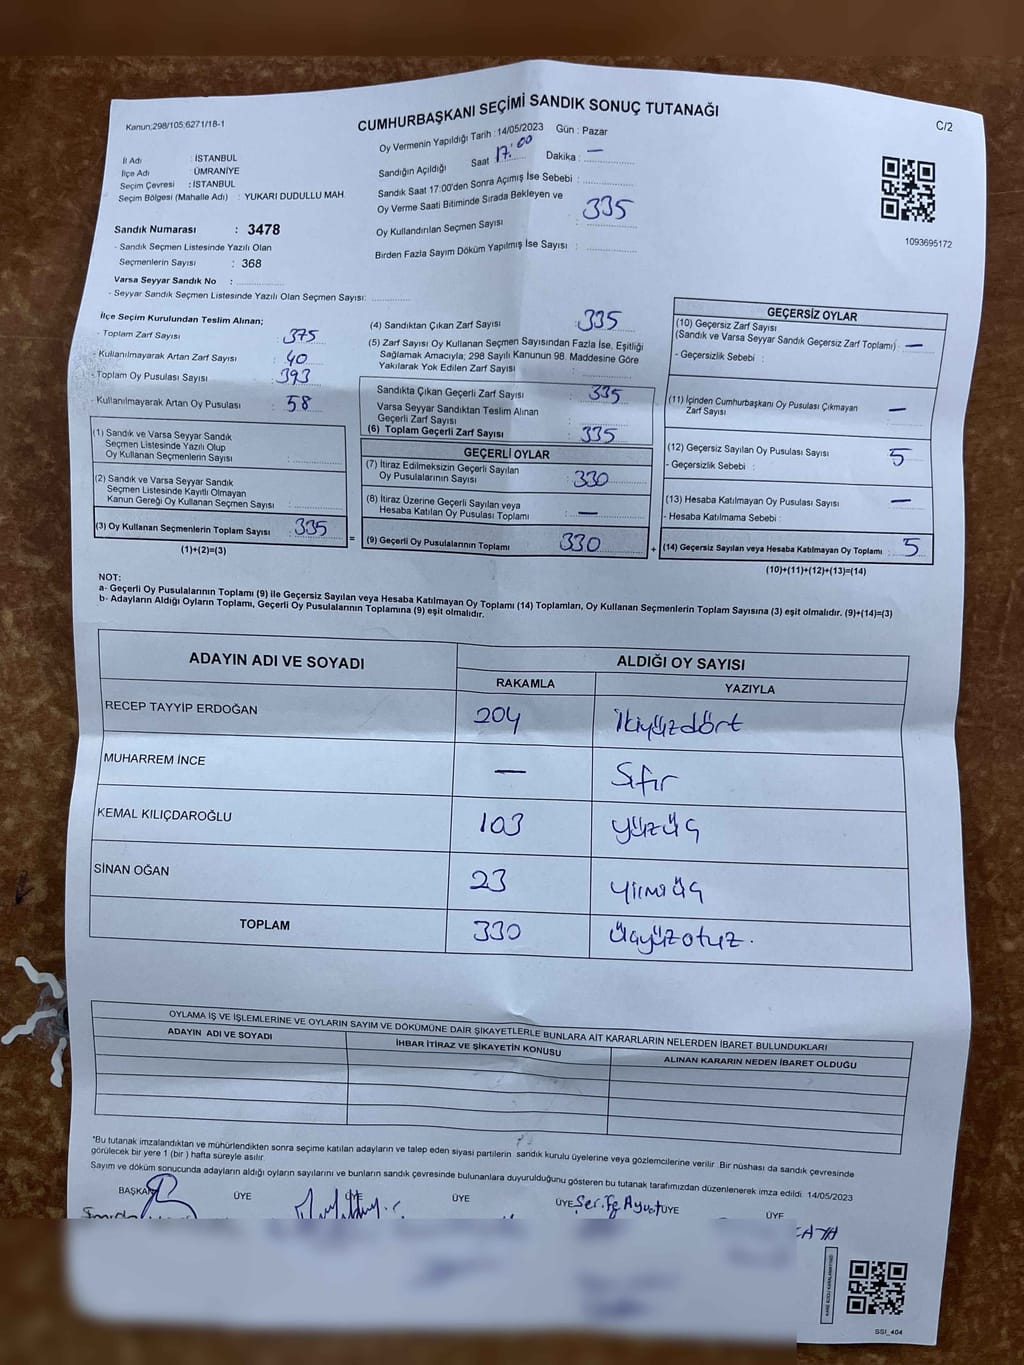 Kanun;298/105;6271/18-1
CUMHURBAŞKANI SEÇİMİ SANDIK SONUÇ TUTANAĞI
C/2
Oy Vermenin Yapıldığı Tarih : 14/05/2023 Gün : Pazar
İl Adı : İSTANBUL
İlçe Adı : ÜMRANİYE
Seçim Çevresi : İSTANBUL
Seçim Bölgesi (Mahalle Adı) : YUKARI DUDULLU MAH.
Sandığın Açıldığı Saat 17:00 Dakika : —
Sandık Saat 17:00'den Sonra Açımış İse Sebebi :
Oy Verme Saati Bitiminde Sırada Bekleyen ve
Oy Kullandırılan Seçmen Sayısı : 335
Birden Fazla Sayım Döküm Yapılmış İse Sayısı :
1093695172
Sandık Numarası : 3478
- Sandık Seçmen Listesinde Yazılı Olan
Seçmenlerin Sayısı : 368
Varsa Seyyar Sandık No :
- Seyyar Sandık Seçmen Listesinde Yazılı Olan Seçmen Sayısı:
İlçe Seçim Kurulundan Teslim Alınan;
- Toplam Zarf Sayısı : 375
- Kullanılmayarak Artan Zarf Sayısı : 40
- Toplam Oy Pusulası Sayısı : 393
- Kullanılmayarak Artan Oy Pusulası : 58
(1) Sandık ve Varsa Seyyar Sandık
Seçmen Listesinde Yazılı Olup
Oy Kullanan Seçmenlerin Sayısı :
(2) Sandık ve Varsa Seyyar Sandık
Seçmen Listesinde Kayıtlı Olmayan
Kanun Gereği Oy Kullanan Seçmen Sayısı :
(3) Oy Kullanan Seçmenlerin Toplam Sayısı : 335
(1)+(2)=(3)
(4) Sandıktan Çıkan Zarf Sayısı : 335
(5) Zarf Sayısı Oy Kullanan Seçmen Sayısından Fazla İse, Eşitliği
Sağlamak Amacıyla; 298 Sayılı Kanunun 98. Maddesine Göre
Yakılarak Yok Edilen Zarf Sayısı :
Sandıkta Çıkan Geçerli Zarf Sayısı : 335
Varsa Seyyar Sandıktan Teslim Alınan
Geçerli Zarf Sayısı :
(6) Toplam Geçerli Zarf Sayısı : 335
GEÇERLİ OYLAR
(7) İtiraz Edilmeksizin Geçerli Sayılan
Oy Pusulalarının Sayısı : 330
(8) İtiraz Üzerine Geçerli Sayılan veya
Hesaba Katılan Oy Pusulası Toplamı : —
=
(9) Geçerli Oy Pusulalarının Toplamı : 330
+
GEÇERSİZ OYLAR
(10) Geçersiz Zarf Sayısı
(Sandık ve Varsa Seyyar Sandık Geçersiz Zarf Toplamı) : —
- Geçersizlik Sebebi :
(11) İçinden Cumhurbaşkanı Oy Pusulası Çıkmayan
Zarf Sayısı : —
(12) Geçersiz Sayılan Oy Pusulası Sayısı : 5
- Geçersizlik Sebebi :
(13) Hesaba Katılmayan Oy Pusulası Sayısı : —
- Hesaba Katılmama Sebebi :
(14) Geçersiz Sayılan veya Hesaba Katılmayan Oy Toplamı : 5
(10)+(11)+(12)+(13)=(14)
NOT:
a- Geçerli Oy Pusulalarının Toplamı (9) ile Geçersiz Sayılan veya Hesaba Katılmayan Oy Toplamı (14) Toplamları, Oy Kullanan Seçmenlerin Toplam Sayısına (3) eşit olmalıdır. (9)+(14)=(3)
b- Adayların Aldığı Oyların Toplamı, Geçerli Oy Pusulalarının Toplamına (9) eşit olmalıdır.
ADAYIN ADI VE SOYADI ALDIĞI OY SAYISI
RAKAMLA YAZIYLA
RECEP TAYYİP ERDOĞAN 204 ikiyüzdört
MUHARREM İNCE — Sıfır
KEMAL KILIÇDAROĞLU 103 yüzüç
SİNAN OĞAN 23 yirmiüç
TOPLAM 330 üçyüzotuz.
OYLAMA İŞ VE İŞLEMLERİNE VE OYLARIN SAYIM VE DÖKÜMÜNE DAİR ŞİKAYETLERLE BUNLARA AİT KARARLARIN NELERDEN İBARET BULUNDUKLARI
ADAYIN ADI VE SOYADI İHBAR İTİRAZ VE ŞİKAYETİN KONUSU ALINAN KARARIN NEDEN İBARET OLDUĞU
*Bu tutanak imzalandıktan ve mühürlendikten sonra seçime katılan adayların ve talep eden siyasi partilerin sandık kurulu üyelerine veya gözlemcilerine verilir. Bir nüshası da sandık çevresinde
görülecek bir yere 1 (bir ) hafta süreyle asılır.
Sayım ve döküm sonucunda adayların aldığı oyların sayılarını ve bunların sandık çevresinde bulunanlara duyurulduğunu gösteren bu tutanak tarafımızdan düzenlenerek imza edildi. 14/05/2023
BAŞKAN ÜYE ÜYE ÜYE ÜYE ÜYE ÜYE
SSI_404